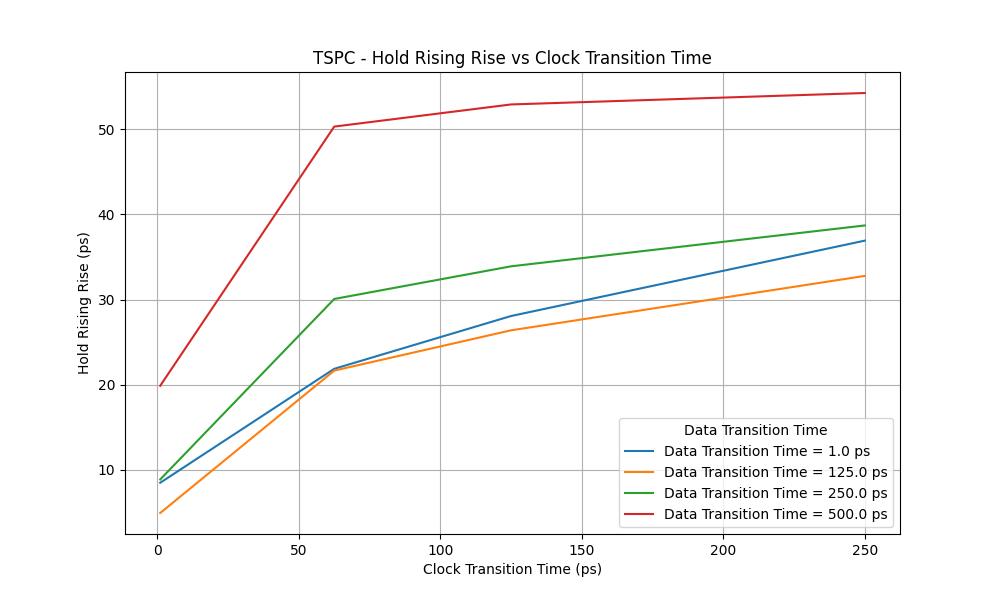 TSPC - Hold Rising Rise vs Clock Transition Time
Hold Rising Rise (ps)
50
40
30
20
10
0
50
100
150
200
250
Clock Transition Time (ps)
Data Transition Time
Data Transition Time = 1.0 ps
Data Transition Time = 125.0 ps
Data Transition Time = 250.0 ps
Data Transition Time = 500.0 ps